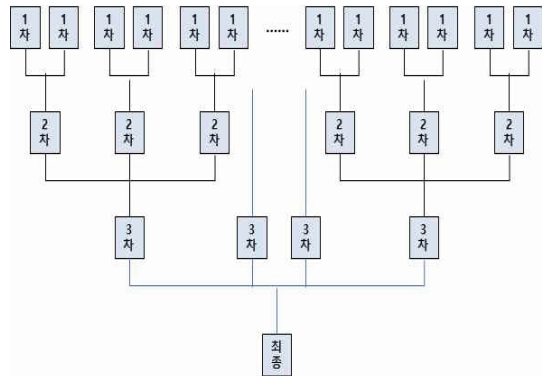 1차 1차 1차 1차 1차 1차 ...... 1차 1차 1차 1차 1차 1차
2차 2차 2차 2차 2차 2차
3차 3차 3차 3차
최종